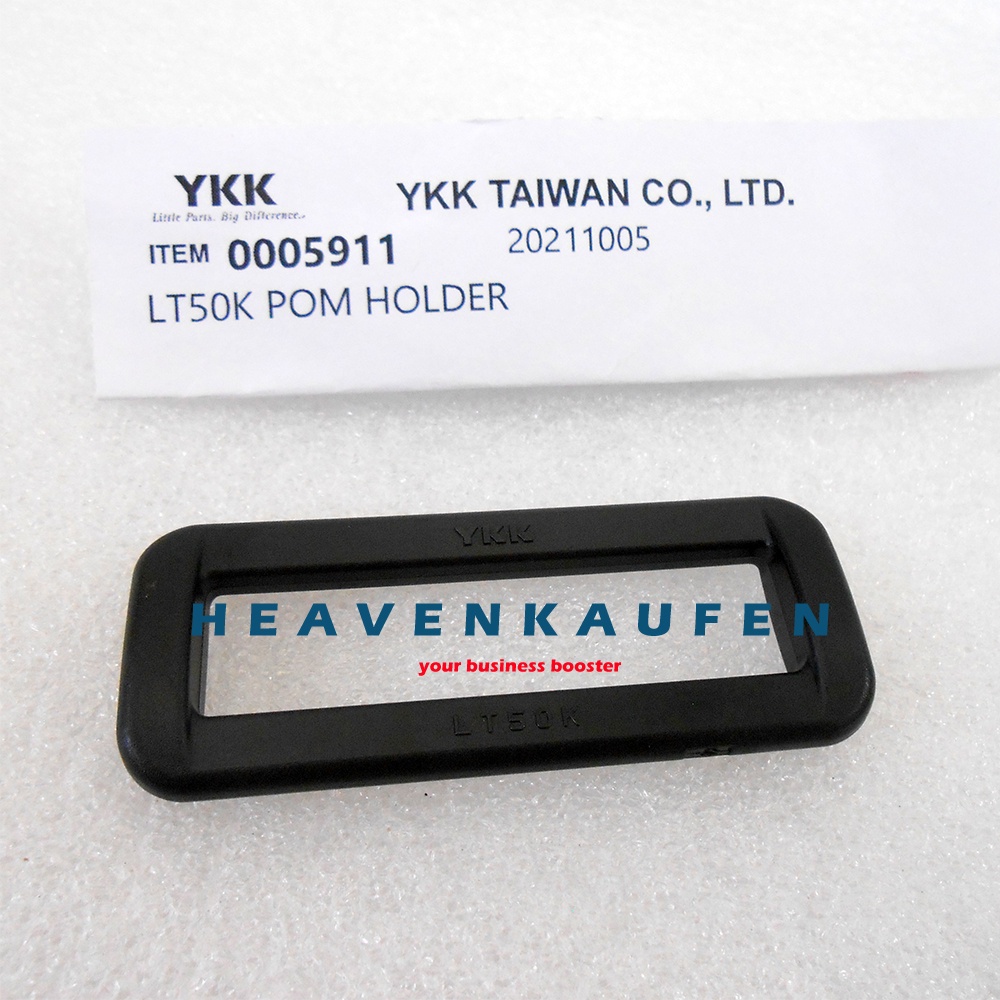 YKK YKK TAIWAN CO., LTD.
Little Parts. Big Difference.
ITEM 0005911 20211005
LT50K POM HOLDER
YKK
HEAVENKAUFEN
your business booster
LT50K